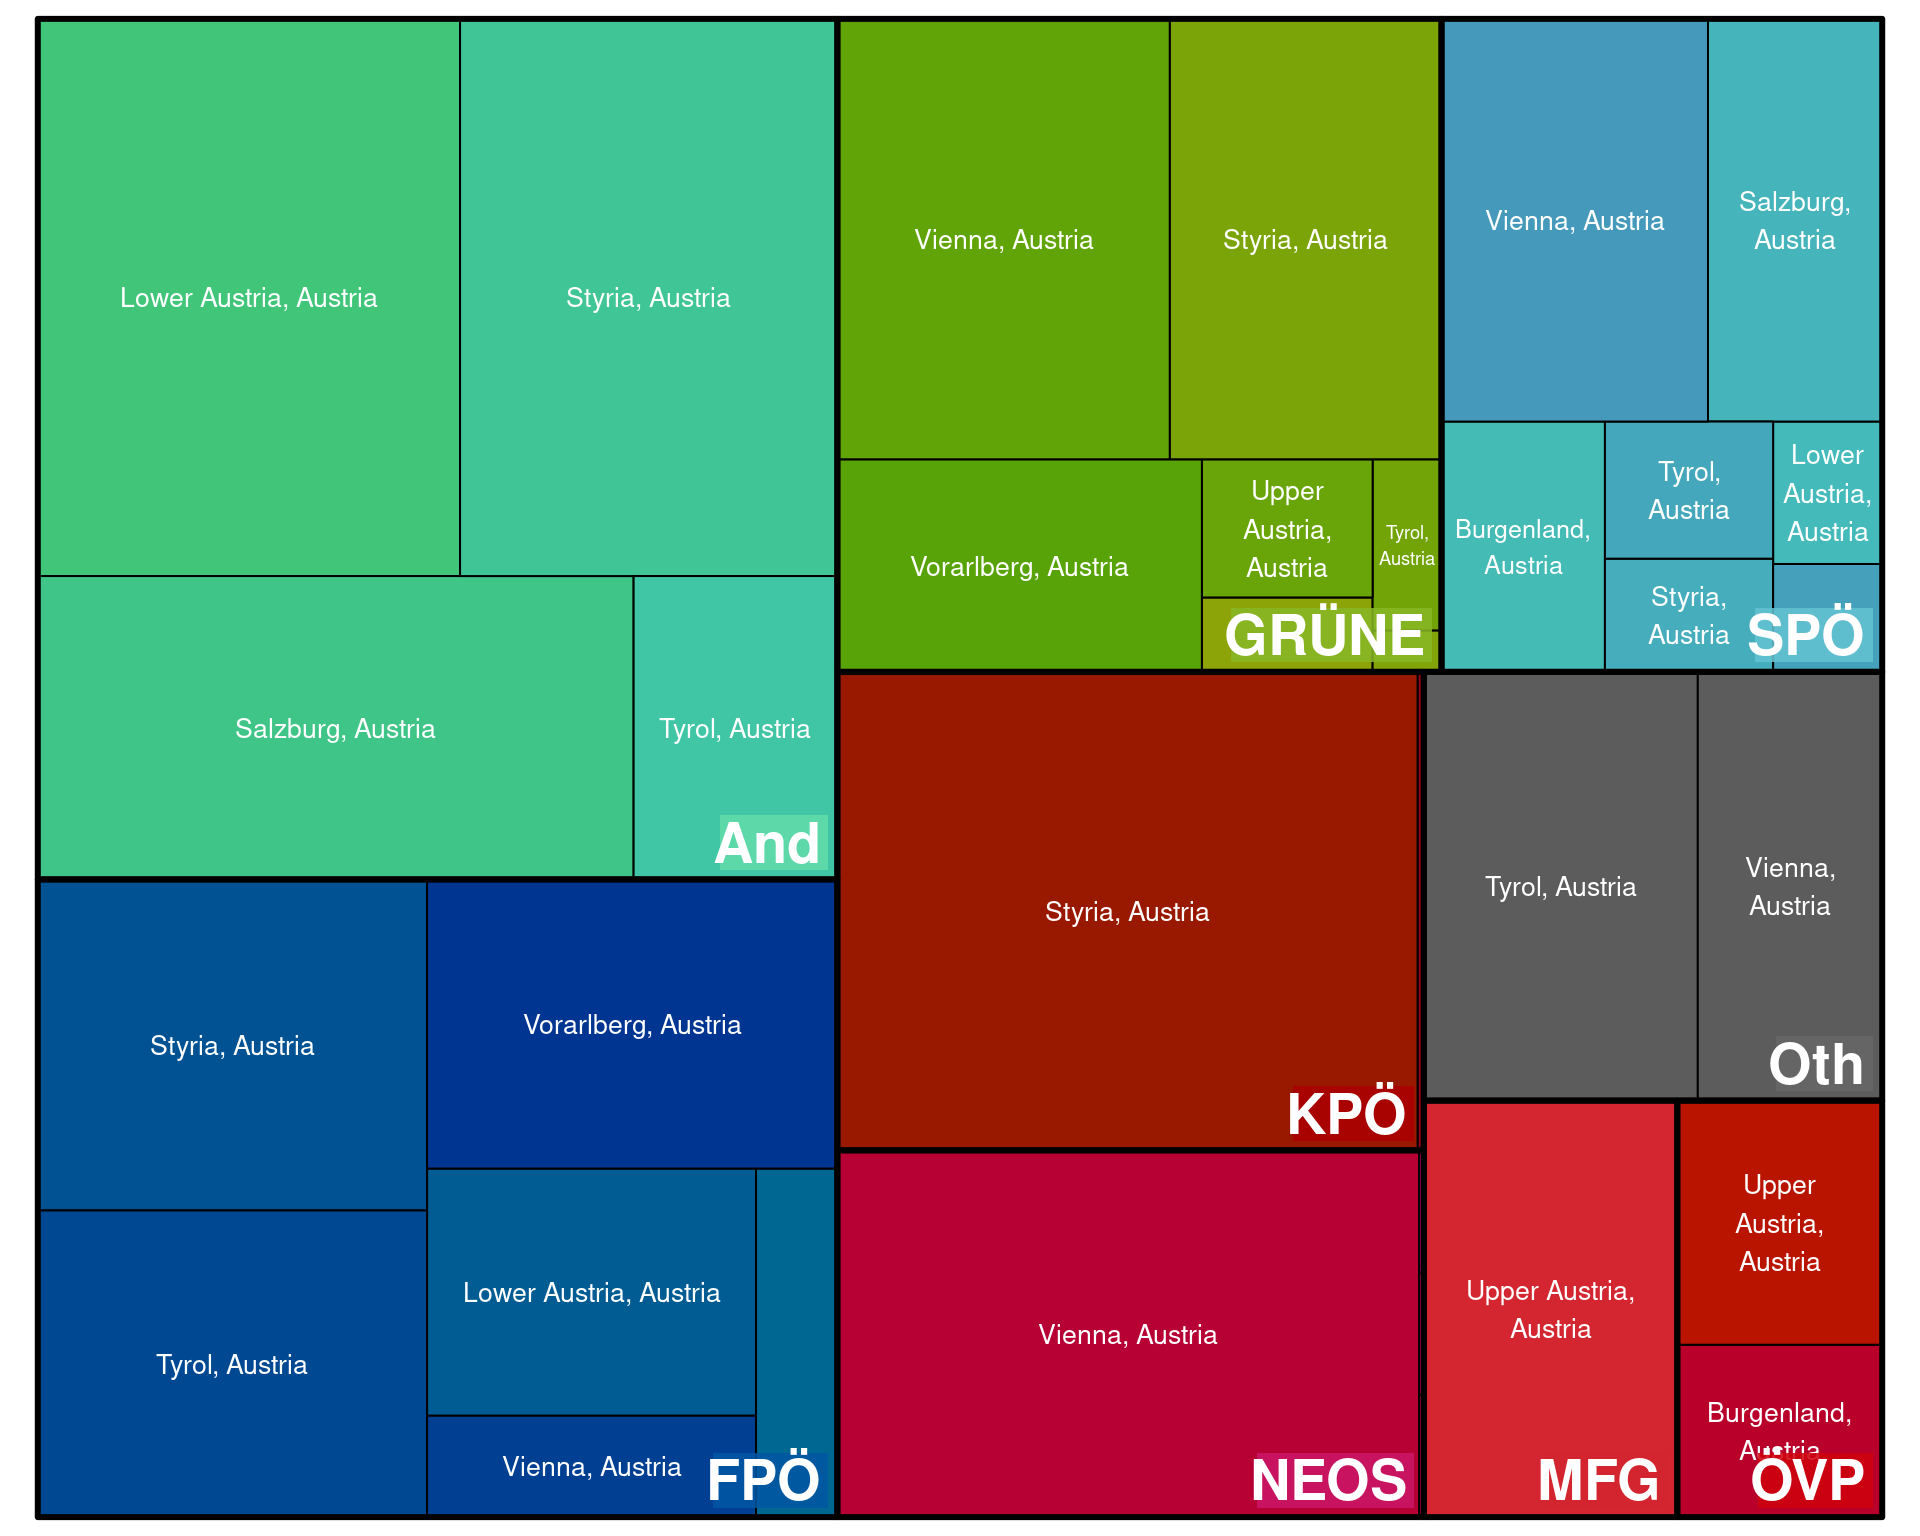 Lower Austria, Austria
Styria, Austria
Salzburg, Austria
Tyrol, Austria
And
Styria, Austria
Vorarlberg, Austria
Tyrol, Austria
Lower Austria, Austria
Vienna, Austria
FPÖ
Vienna, Austria
Styria, Austria
Vorarlberg, Austria
Upper
Austria,
Austria
Tyrol,
Austria
GRÜNE
Vienna, Austria
Salzburg,
Austria
Burgenland,
Austria
Tyrol,
Austria
Lower
Austria,
Austria
Styria,
Austria
SPÖ
Styria, Austria
KPÖ
Tyrol, Austria
Vienna,
Austria
Oth
Vienna, Austria
NEOS
Upper Austria,
Austria
MFG
Upper
Austria,
Austria
Burgenland,
Austria
ÖVP